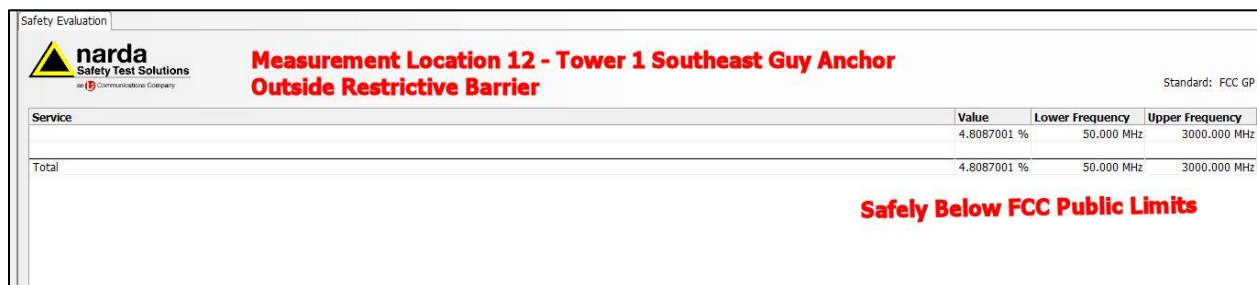 Safety Evaluation
narda
Safety Test Solutions
an L3 Communications Company
Measurement Location 12 - Tower 1 Southeast Guy Anchor
Outside Restrictive Barrier
Standard: FCC GP
Service Value Lower Frequency Upper Frequency
4.8087001 % 50.000 MHz 3000.000 MHz
Total 4.8087001 % 50.000 MHz 3000.000 MHz
Safely Below FCC Public Limits